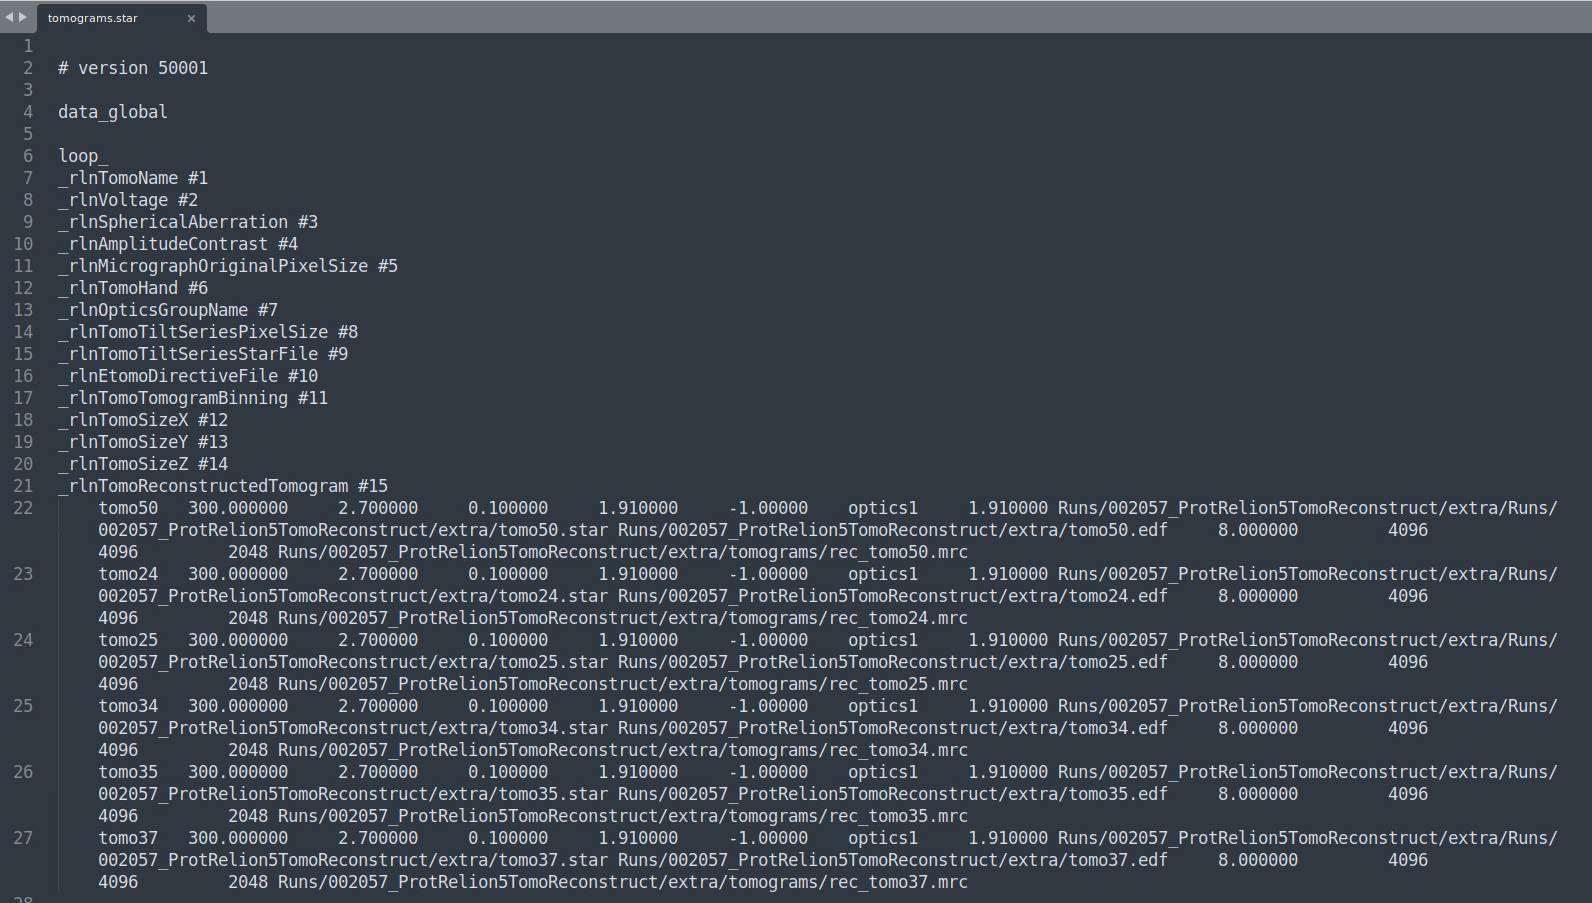 tomograms.star ×
1
2 # version 50001
3
4 data_global
5
6 loop_
7 _rlnTomoName #1
8 _rlnVoltage #2
9 _rlnSphericalAberration #3
10 _rlnAmplitudeContrast #4
11 _rlnMicrographOriginalPixelSize #5
12 _rlnTomoHand #6
13 _rlnOpticsGroupName #7
14 _rlnTomoTiltSeriesPixelSize #8
15 _rlnTomoTiltSeriesStarFile #9
16 _rlnEtomoDirectiveFile #10
17 _rlnTomoTomogramBinning #11
18 _rlnTomoSizeX #12
19 _rlnTomoSizeY #13
20 _rlnTomoSizeZ #14
21 _rlnTomoReconstructedTomogram #15
22 tomo50 300.000000 2.700000 0.100000 1.910000 -1.00000 optics1 1.910000 Runs/002057_ProtRelion5TomoReconstruct/extra/Runs/
002057_ProtRelion5TomoReconstruct/extra/tomo50.star Runs/002057_ProtRelion5TomoReconstruct/extra/tomo50.edf 8.000000 4096
4096 2048 Runs/002057_ProtRelion5TomoReconstruct/extra/tomograms/rec_tomo50.mrc
23 tomo24 300.000000 2.700000 0.100000 1.910000 -1.00000 optics1 1.910000 Runs/002057_ProtRelion5TomoReconstruct/extra/Runs/
002057_ProtRelion5TomoReconstruct/extra/tomo24.star Runs/002057_ProtRelion5TomoReconstruct/extra/tomo24.edf 8.000000 4096
4096 2048 Runs/002057_ProtRelion5TomoReconstruct/extra/tomograms/rec_tomo24.mrc
24 tomo25 300.000000 2.700000 0.100000 1.910000 -1.00000 optics1 1.910000 Runs/002057_ProtRelion5TomoReconstruct/extra/Runs/
002057_ProtRelion5TomoReconstruct/extra/tomo25.star Runs/002057_ProtRelion5TomoReconstruct/extra/tomo25.edf 8.000000 4096
4096 2048 Runs/002057_ProtRelion5TomoReconstruct/extra/tomograms/rec_tomo25.mrc
25 tomo34 300.000000 2.700000 0.100000 1.910000 -1.00000 optics1 1.910000 Runs/002057_ProtRelion5TomoReconstruct/extra/Runs/
002057_ProtRelion5TomoReconstruct/extra/tomo34.star Runs/002057_ProtRelion5TomoReconstruct/extra/tomo34.edf 8.000000 4096
4096 2048 Runs/002057_ProtRelion5TomoReconstruct/extra/tomograms/rec_tomo34.mrc
26 tomo35 300.000000 2.700000 0.100000 1.910000 -1.00000 optics1 1.910000 Runs/002057_ProtRelion5TomoReconstruct/extra/Runs/
002057_ProtRelion5TomoReconstruct/extra/tomo35.star Runs/002057_ProtRelion5TomoReconstruct/extra/tomo35.edf 8.000000 4096
4096 2048 Runs/002057_ProtRelion5TomoReconstruct/extra/tomograms/rec_tomo35.mrc
27 tomo37 300.000000 2.700000 0.100000 1.910000 -1.00000 optics1 1.910000 Runs/002057_ProtRelion5TomoReconstruct/extra/Runs/
002057_ProtRelion5TomoReconstruct/extra/tomo37.star Runs/002057_ProtRelion5TomoReconstruct/extra/tomo37.edf 8.000000 4096
4096 2048 Runs/002057_ProtRelion5TomoReconstruct/extra/tomograms/rec_tomo37.mrc
28